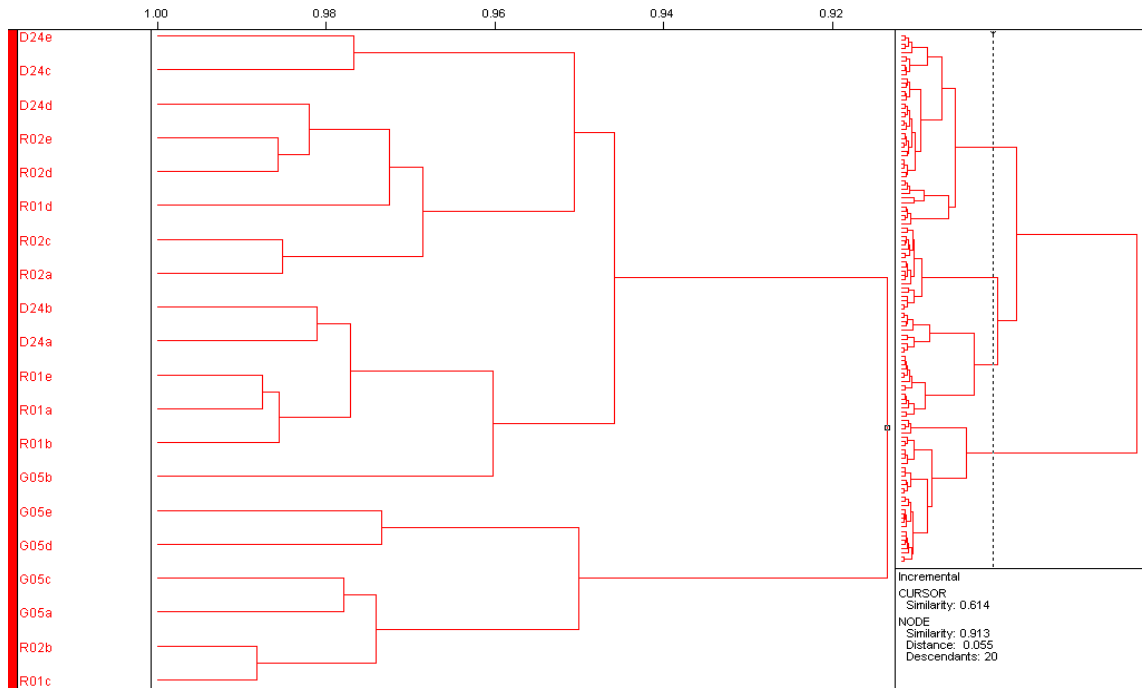 1.00 0.98 0.96 0.94 0.92
D24e
D24c
D24d
R02e
R02d
R01d
R02c
R02a
D24b
D24a
R01e
R01a
R01b
G05b
G05e
G05d
G05c
G05a
R02b
R01c
Incremental
CURSOR
Similarity: 0.614
NODE
Similarity: 0.913
Distance: 0.055
Descendants: 20